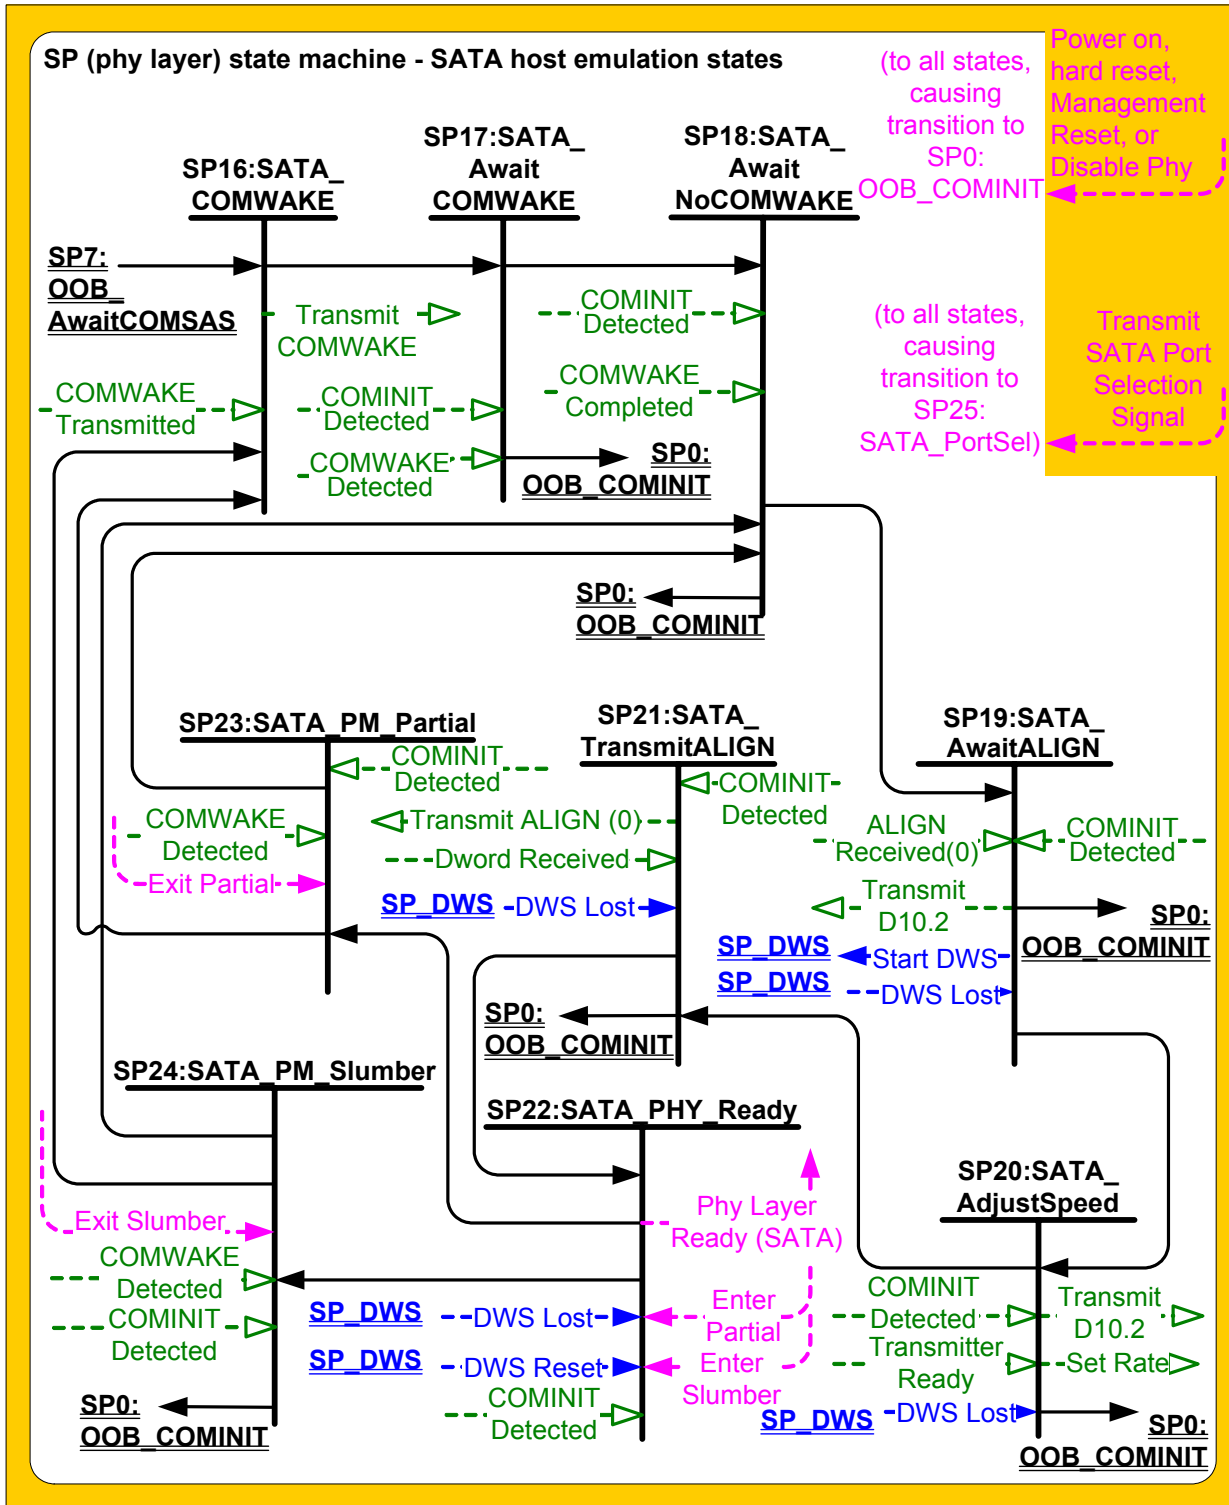 SP (phy layer) state machine - SATA host emulation states
(to all states,
causing
transition to
SP0:
OOB_COMINIT
Power on,
hard reset,
Management
Reset, or
Disable Phy
SP16:SATA_
COMWAKE
SP17:SATA_
Await
COMWAKE
SP18:SATA_
Await
NoCOMWAKE
SP7:
OOB_
AwaitCOMSAS
Transmit
COMWAKE
COMINIT
Detected
COMWAKE
Transmitted
COMINIT
Detected
COMWAKE
Completed
COMWAKE
Detected
SP0:
OOB_COMINIT
(to all states,
causing
transition to
SP25:
SATA_PortSel)
Transmit
SATA Port
Selection
Signal
SP0:
OOB_COMINIT
SP23:SATA_PM_Partial
COMINIT
Detected
COMWAKE
Detected
Exit Partial
SP21:SATA_
TransmitALIGN
COMINIT
Detected
Transmit ALIGN (0)
Dword Received
SP_DWS DWS Lost
SP0:
OOB_COMINIT
SP19:SATA_
AwaitALIGN
ALIGN
Received(0)
COMINIT
Detected
Transmit
D10.2
SP0:
OOB_COMINIT
SP_DWS Start DWS
SP_DWS DWS Lost
SP24:SATA_PM_Slumber
Exit Slumber
COMWAKE
Detected
COMINIT
Detected
SP0:
OOB_COMINIT
SP22:SATA_PHY_Ready
Phy Layer
Ready (SATA)
Enter
Partial
Enter
Slumber
SP_DWS DWS Lost
SP_DWS DWS Reset
COMINIT
Detected
SP20:SATA_
AdjustSpeed
COMINIT
Detected
Transmit
D10.2
Transmitter
Ready
Set Rate
SP_DWS DWS Lost
SP0:
OOB_COMINIT